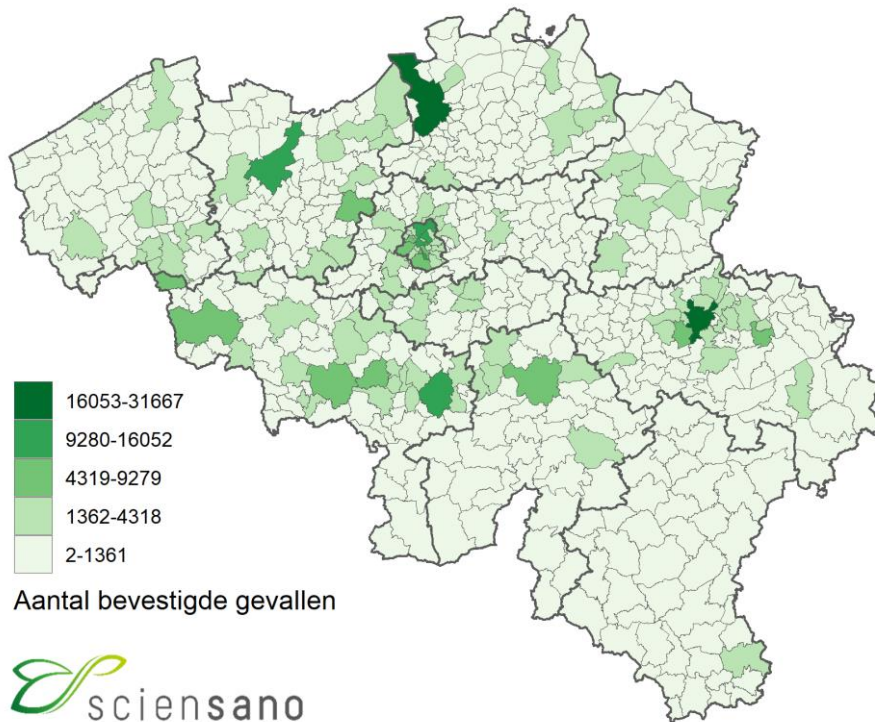 16053-31667
9280-16052
4319-9279
1362-4318
2-1361
Aantal bevestigde gevallen
sciensano